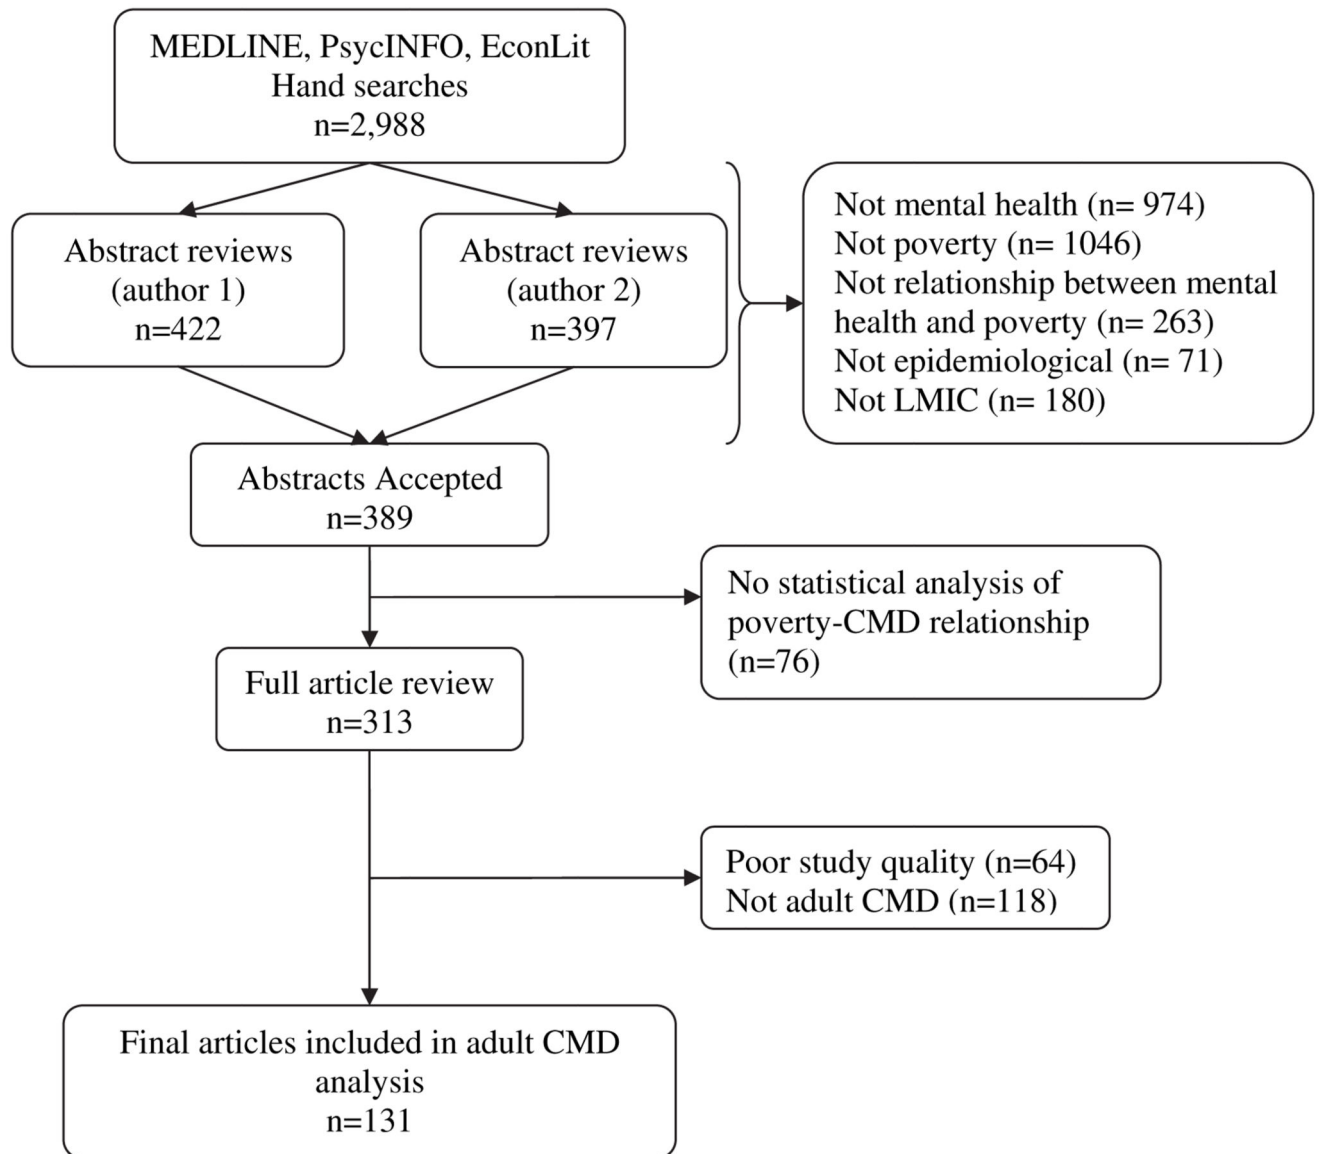 MEDLINE, PsycINFO, EconLit
Hand searches
n=2,988
Abstract reviews
(author 1)
n=422
Abstract reviews
(author 2)
n=397
Not mental health (n= 974)
Not poverty (n= 1046)
Not relationship between mental
health and poverty (n= 263)
Not epidemiological (n= 71)
Not LMIC (n= 180)
Abstracts Accepted
n=389
No statistical analysis of
poverty-CMD relationship
(n=76)
Full article review
n=313
Poor study quality (n=64)
Not adult CMD (n=118)
Final articles included in adult CMD
analysis
n=131